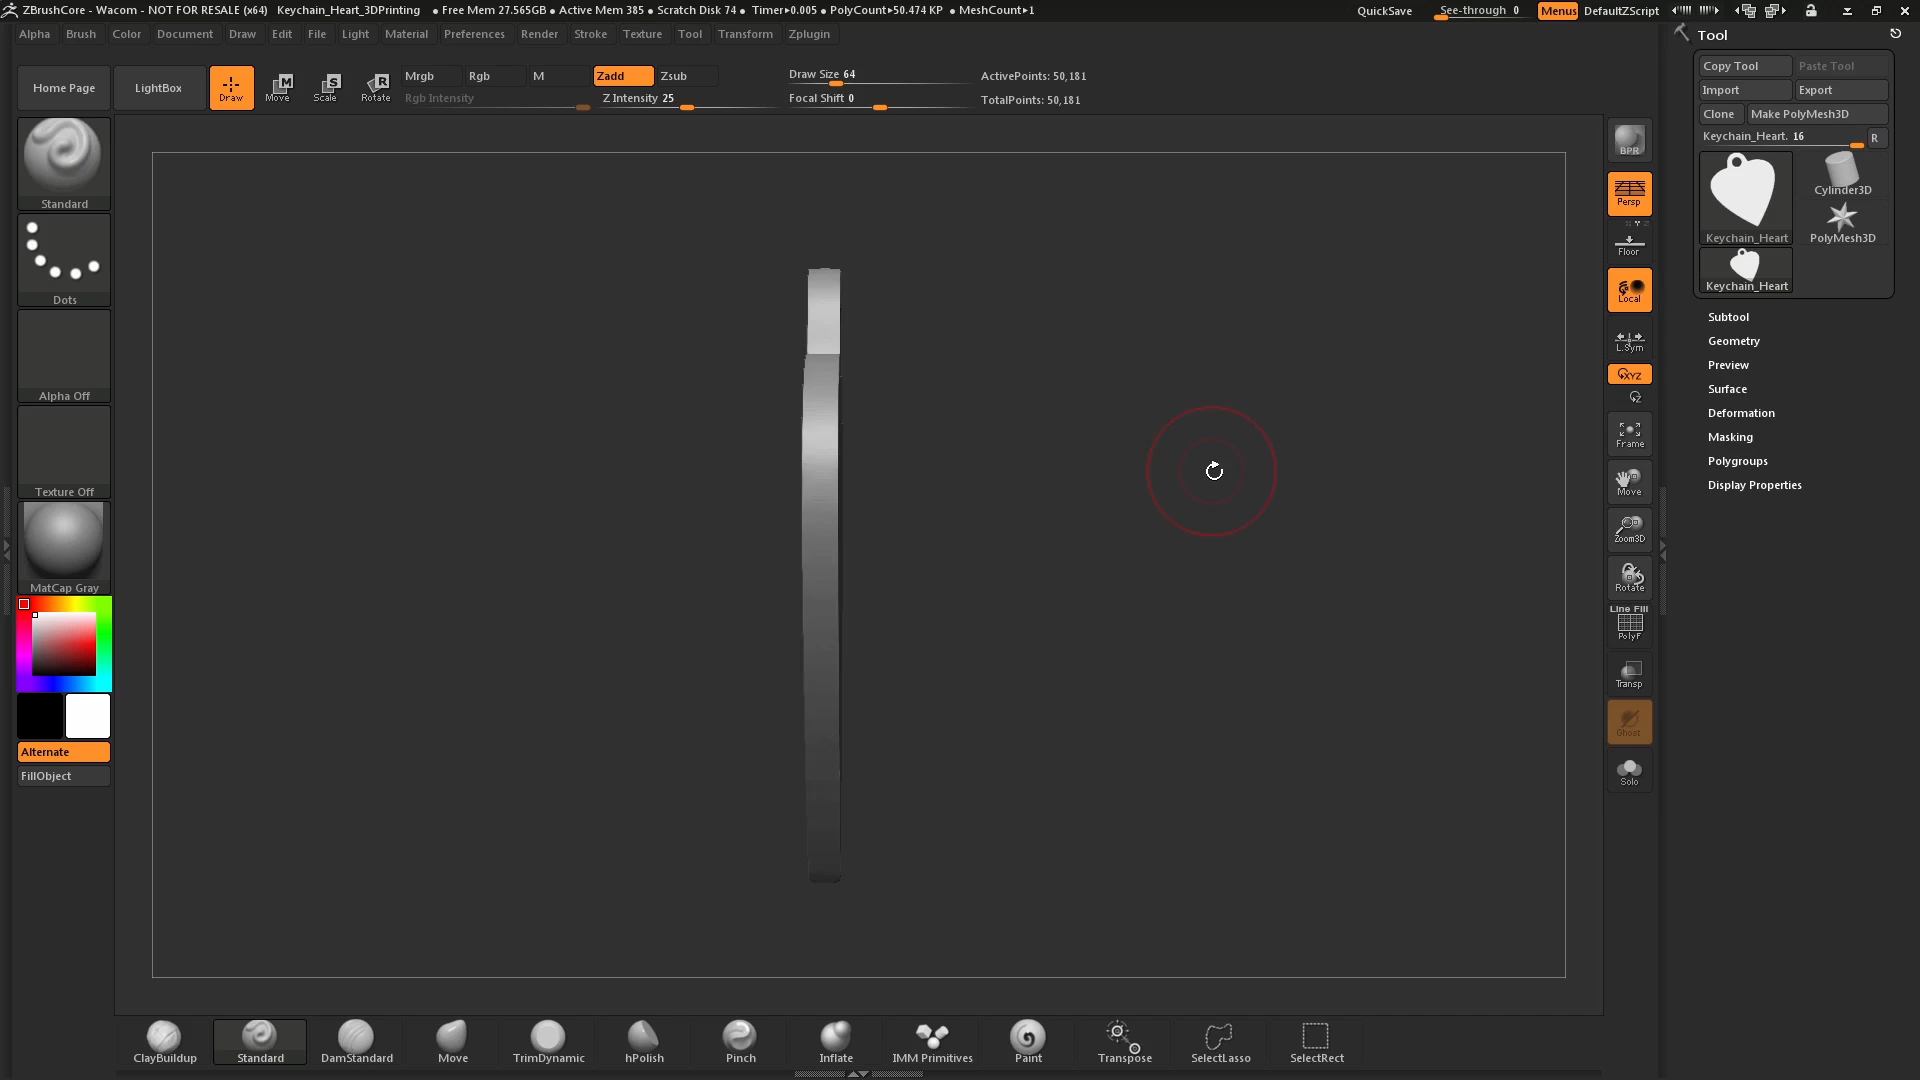 ZBrushCore - Wacom - NOT FOR RESALE (x64) Keychain_Heart_3DPrinting • Free Mem 27.565GB • Active Mem 385 • Scratch Disk 74 • Timer▸0.005 • PolyCount▸50.474 KP • MeshCount▸1 QuickSave See-through 0 Menus DefaultZScript
Alpha Brush Color Document Draw Edit File Light Material Preferences Render Stroke Texture Tool Transform Zplugin
Tool
Home Page LightBox Draw Move Scale Rotate
Mrgb Rgb M Zadd Zsub
Rgb Intensity Z Intensity 25
Draw Size 64 ActivePoints: 50,181
Focal Shift 0 TotalPoints: 50,181
Standard
Dots
Alpha Off
Texture Off
MatCap Gray
Alternate
FillObject
BPR
Persp
Floor
Local
L.Sym
XYZ
Z
Frame
Move
Zoom3D
Rotate
Line Fill
PolyF
Transp
Ghost
Solo
Copy Tool Paste Tool
Import Export
Clone Make PolyMesh3D
Keychain_Heart. 16 R
Cylinder3D
Keychain_Heart PolyMesh3D
Keychain_Heart
Subtool
Geometry
Preview
Surface
Deformation
Masking
Polygroups
Display Properties
ClayBuildup Standard DamStandard Move TrimDynamic hPolish Pinch Inflate IMM Primitives Paint Transpose SelectLasso SelectRect